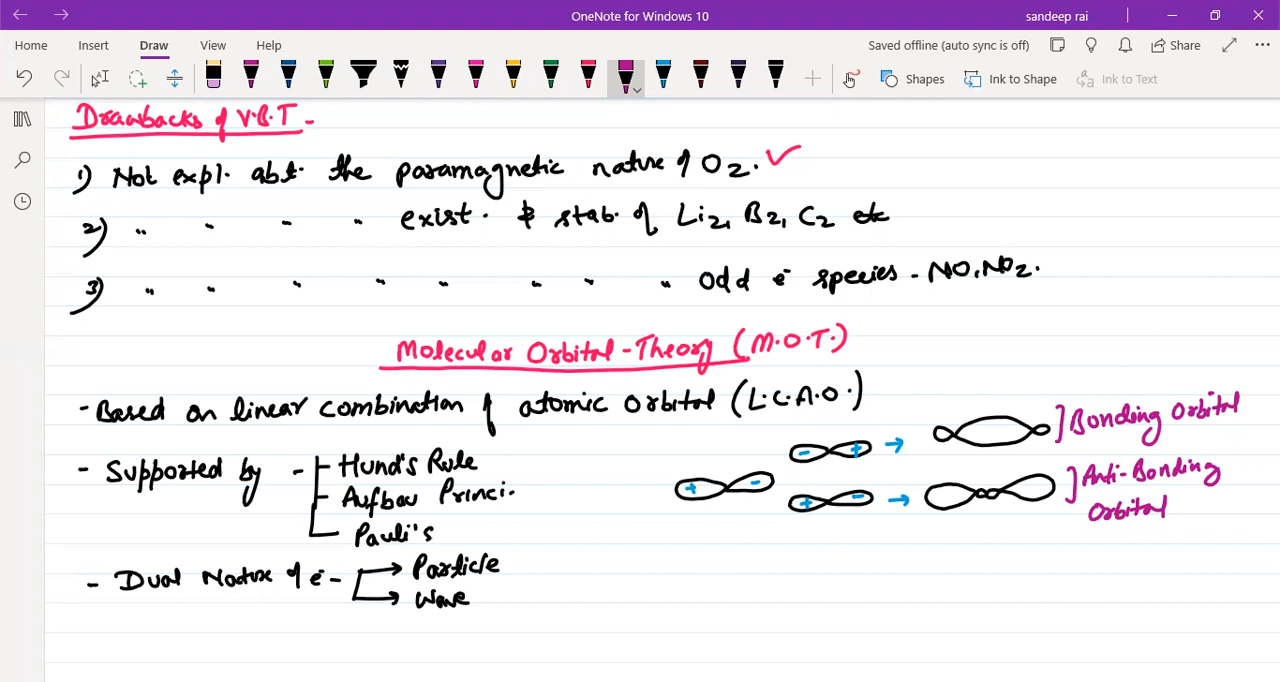 OneNote for Windows 10
sandeep rai
Home Insert Draw View Help
Saved offline (auto sync is off)
Share
Shapes
Ink to Shape
Ink to Text
Drawbacks of V.B.T -
1) Not expl. abt. the paramagnetic nature of O2. ✓
2) " " " " exist. & stab. of Li2, B2, C2 etc
3) " " " " " " " " Odd e- species - NO, NO2.
Molecular Orbital-Theory (M.O.T.)
- Based on linear combination of atomic orbital (L.C.A.O.)
- Supported by - Hund's Rule
Aufbau Princi.
Pauli's
- Dual Nature of e- - Particle
Wave
+ -
- + →
+ - →
Bonding Orbital
Anti-Bonding
Orbital